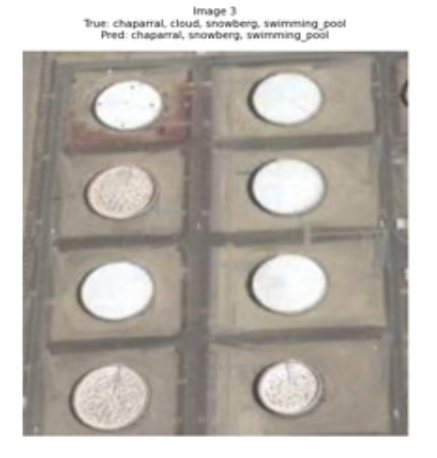 Image 3
True: chaparral, cloud, snowberg, swimming_pool
Pred: chaparral, snowberg, swimming_pool